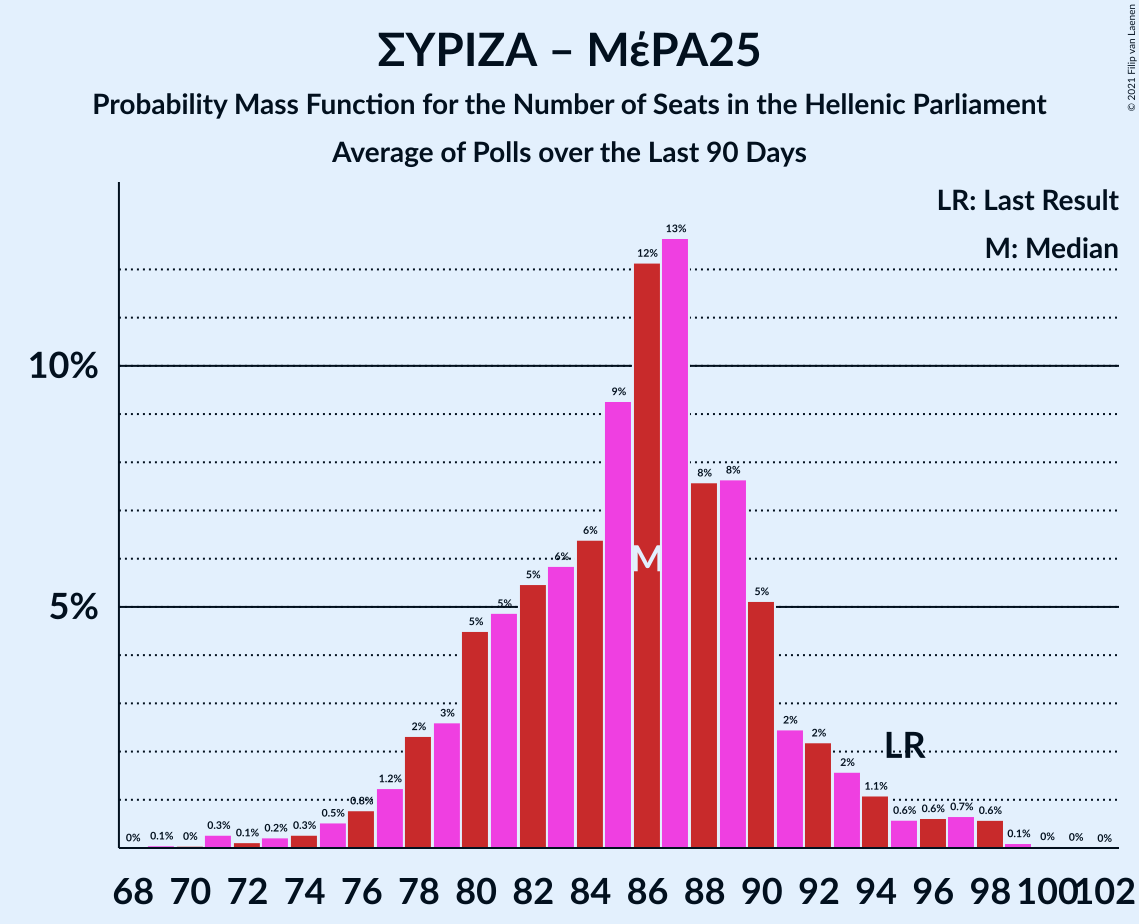 ΣΥΡΙΖΑ – ΜέΡΑ25
Probability Mass Function for the Number of Seats in the Hellenic Parliament
Average of Polls over the Last 90 Days
© 2021 Filip van Laenen
LR: Last Result
M: Median
10%
5%
0% 0.1% 0% 0.3% 0.1% 0.2% 0.3% 0.5% 0.8% 1.2% 2% 3% 5% 5% 5% 6% 6% 9% 12% 13% 8% 8% 5% 2% 2% 2% 1.1% 0.6% 0.6% 0.7% 0.6% 0.1% 0% 0% 0%
M
LR
68 70 72 74 76 78 80 82 84 86 88 90 92 94 96 98 100 102